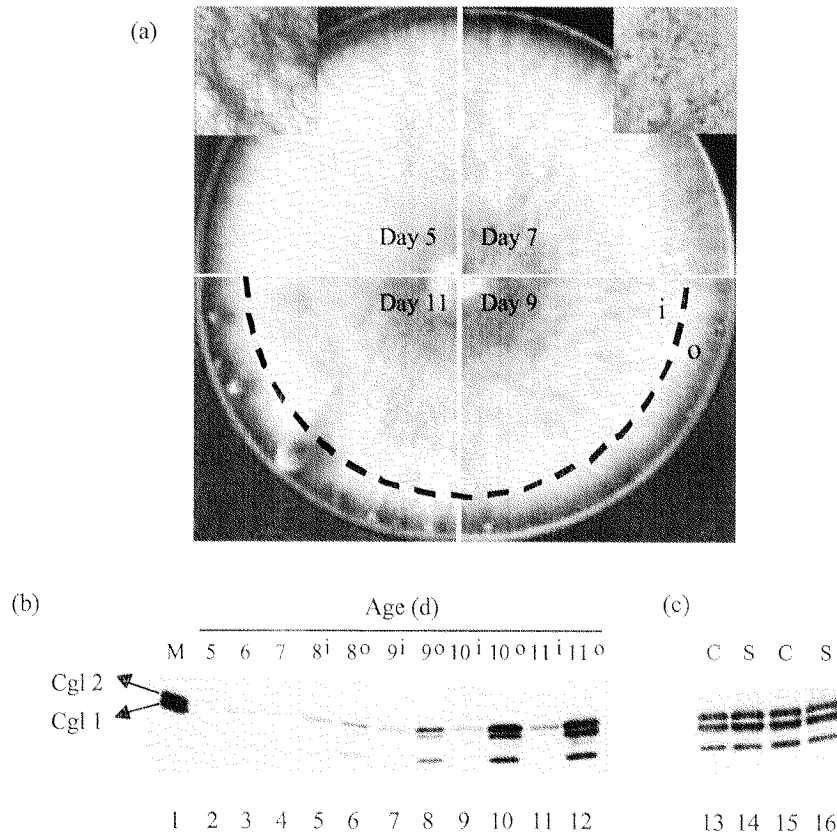 (a)
Day 5 Day 7
Day 11 Day 9
i
o
(b) (c)
Age (d)
M 5 6 7 8i 8o 9i 9o 10i 10o 11i 11o C S C S
Cgl 2
Cgl 1
1 2 3 4 5 6 7 8 9 10 11 12 13 14 15 16